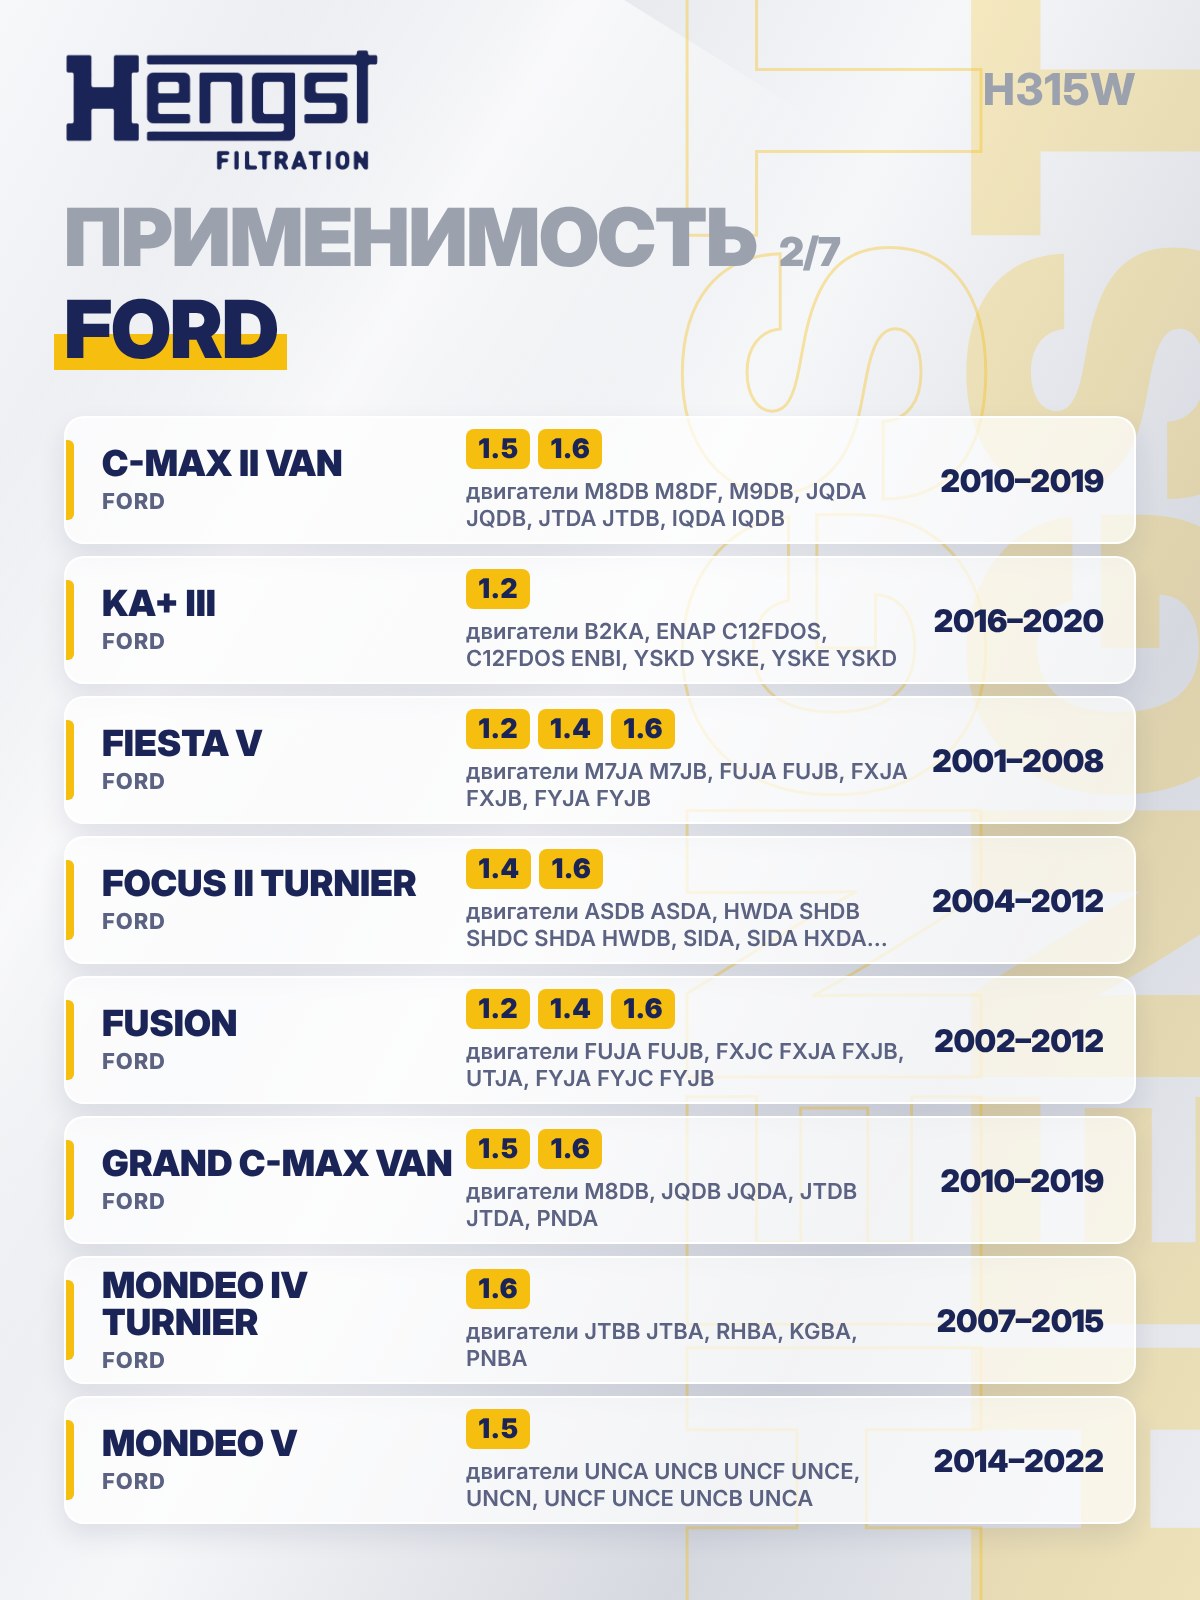 Hengst
FILTRATION
H315W
ПРИМЕНИМОСТЬ 2/7
FORD
C-MAX II VAN
FORD
1.5 1.6
двигатели M8DB M8DF, M9DB, JQDA
JQDB, JTDA JTDB, IQDA IQDB
2010–2019
KA+ III
FORD
1.2
двигатели B2KA, ENAP C12FDOS,
C12FDOS ENBI, YSKD YSKE, YSKE YSKD
2016–2020
FIESTA V
FORD
1.2 1.4 1.6
двигатели M7JA M7JB, FUJA FUJB, FXJA
FXJB, FYJA FYJB
2001–2008
FOCUS II TURNIER
FORD
1.4 1.6
двигатели ASDB ASDA, HWDA SHDB
SHDC SHDA HWDB, SIDA, SIDA HXDA...
2004–2012
FUSION
FORD
1.2 1.4 1.6
двигатели FUJA FUJB, FXJC FXJA FXJB,
UTJA, FYJA FYJC FYJB
2002–2012
GRAND C-MAX VAN
FORD
1.5 1.6
двигатели M8DB, JQDB JQDA, JTDB
JTDA, PNDA
2010–2019
MONDEO IV
TURNIER
FORD
1.6
двигатели JTBB JTBA, RHBA, KGBA,
PNBA
2007–2015
MONDEO V
FORD
1.5
двигатели UNCA UNCB UNCF UNCE,
UNCN, UNCF UNCE UNCB UNCA
2014–2022
HENGST